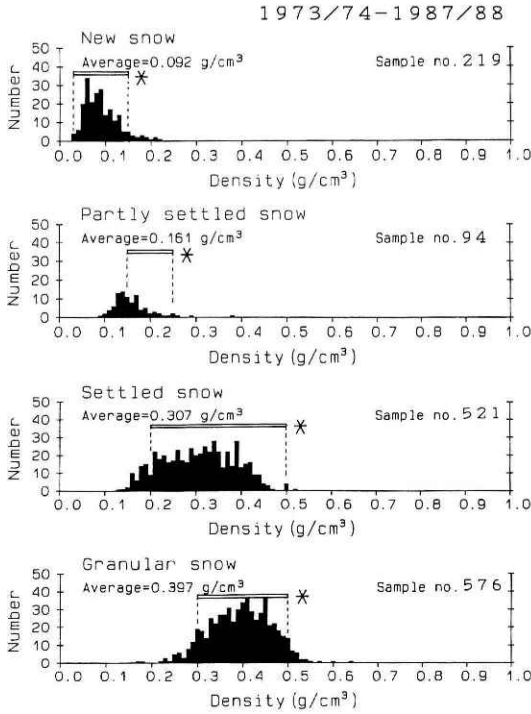 1973/74-1987/88
New snow
Average=0.092 g/cm³
Sample no. 219
*
Number
50
40
30
20
10
0
0.0 0.1 0.2 0.3 0.4 0.5 0.6 0.7 0.8 0.9 1.0
Density (g/cm³)
Partly settled snow
Average=0.161 g/cm³
Sample no. 94
*
Number
50
40
30
20
10
0
0.0 0.1 0.2 0.3 0.4 0.5 0.6 0.7 0.8 0.9 1.0
Density (g/cm³)
Settled snow
Average=0.307 g/cm³
Sample no. 521
*
Number
50
40
30
20
10
0
0.0 0.1 0.2 0.3 0.4 0.5 0.6 0.7 0.8 0.9 1.0
Density (g/cm³)
Granular snow
Average=0.397 g/cm³
Sample no. 576
*
Number
50
40
30
20
10
0
0.0 0.1 0.2 0.3 0.4 0.5 0.6 0.7 0.8 0.9 1.0
Density (g/cm³)